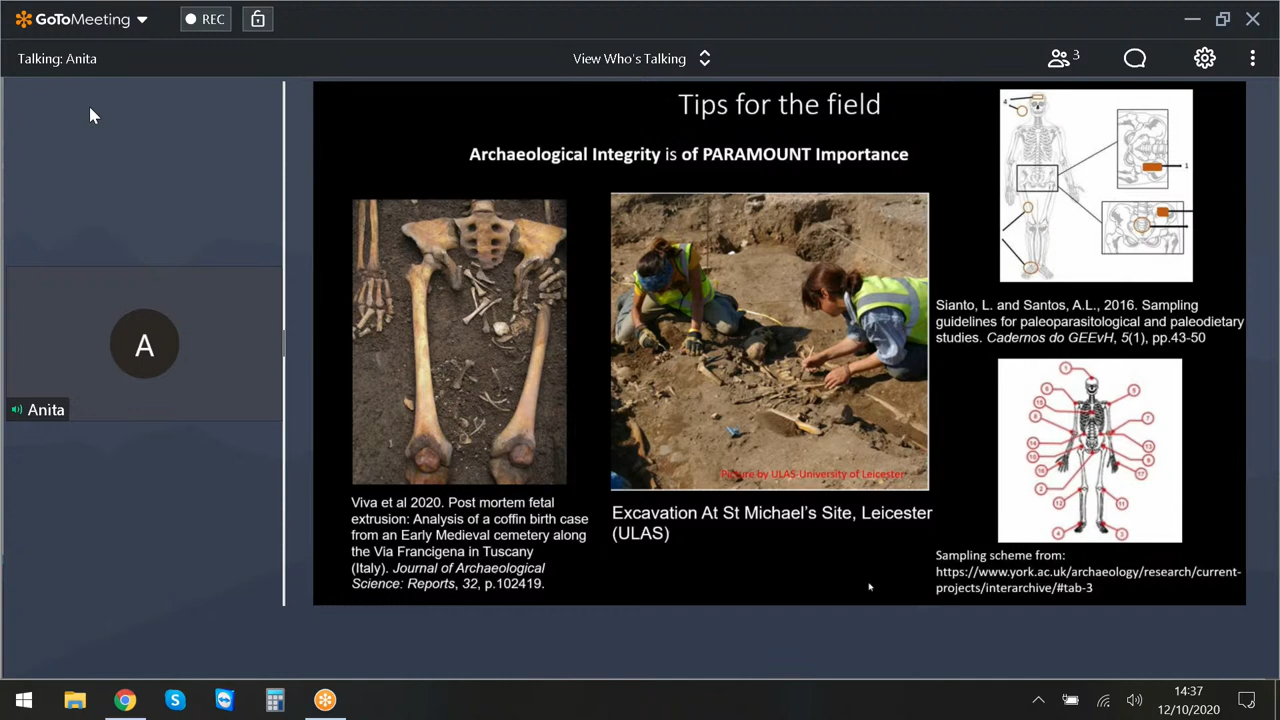 GoToMeeting
REC
Talking: Anita
View Who's Talking
3
A
Anita
Tips for the field
Archaeological Integrity is of PARAMOUNT Importance
Picture by ULAS-University of Leicester
Viva et al 2020. Post mortem fetal
extrusion: Analysis of a coffin birth case
from an Early Medieval cemetery along
the Via Francigena in Tuscany
(Italy). Journal of Archaeological
Science: Reports, 32, p.102419.
Excavation At St Michael's Site, Leicester
(ULAS)
4
1
Sianto, L. and Santos, A.L., 2016. Sampling
guidelines for paleoparasitological and paleodietary
studies. Cadernos do GEEvH, 5(1), pp.43-50
Sampling scheme from:
https://www.york.ac.uk/archaeology/research/current-
projects/interarchive/#tab-3
14:37
12/10/2020